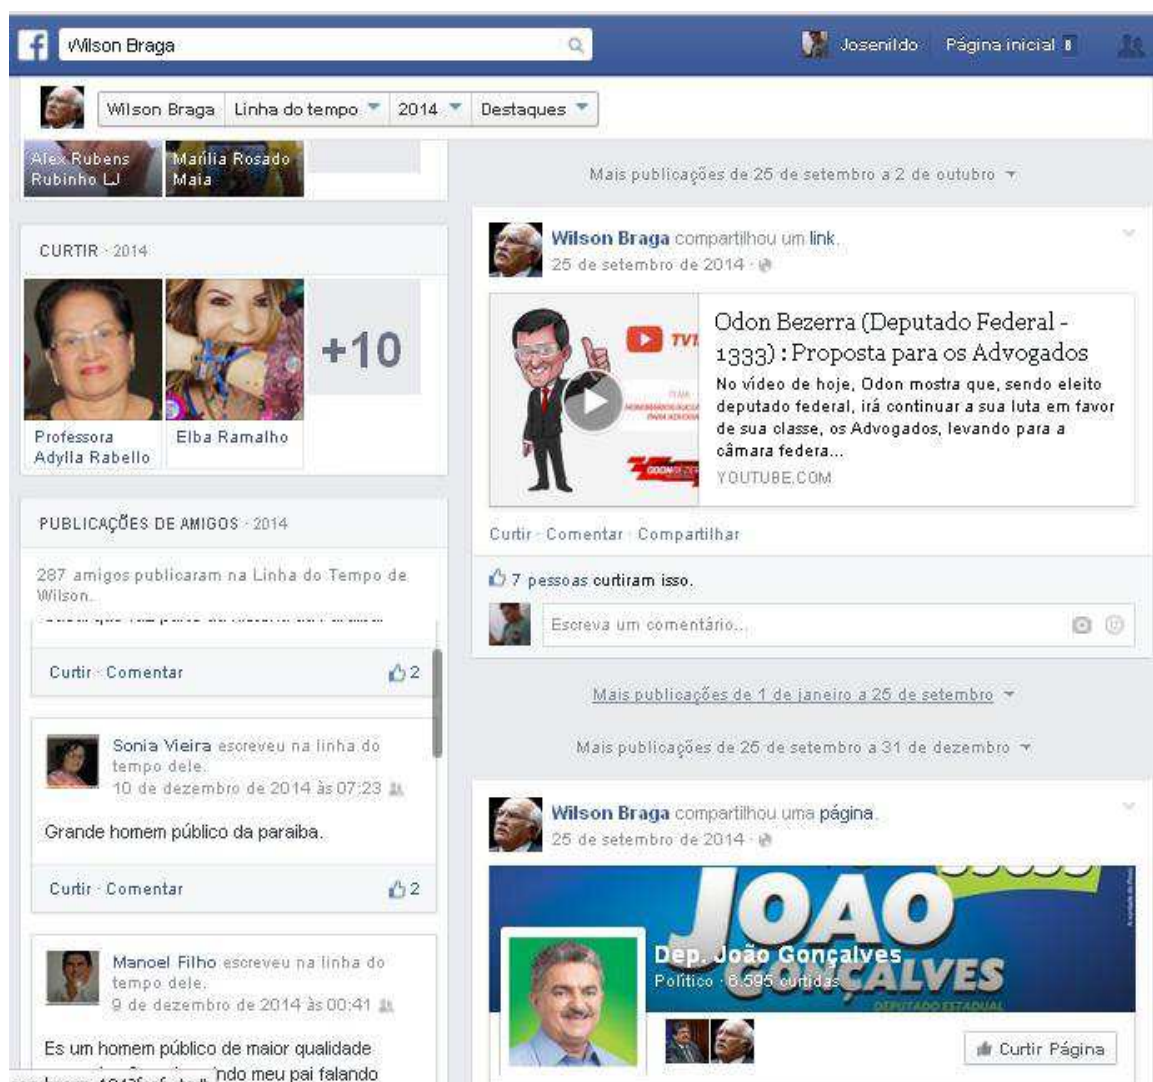 Wilson Braga
Josenildo
Página inicial 8
Wilson Braga
Linha do tempo
2014
Destaques
Alex Rubens
Rubinho LJ
Marília Rosado
Maia
CURTIR · 2014
+10
Professora
Adylla Rabello
Elba Ramalho
PUBLICAÇÕES DE AMIGOS · 2014
287 amigos publicaram na Linha do Tempo de
Wilson.
Curtir · Comentar
2
Sonia Vieira escreveu na linha do
tempo dele.
10 de dezembro de 2014 às 07:23
Grande homem público da paraiba.
Curtir · Comentar
2
Manoel Filho escreveu na linha do
tempo dele.
9 de dezembro de 2014 às 00:41
Es um homem público de maior qualidade
meu pai falando
Mais publicações de 25 de setembro a 2 de outubro
Wilson Braga compartilhou um link.
25 de setembro de 2014
TV1
Odon Bezerra (Deputado Federal -
1333) : Proposta para os Advogados
No vídeo de hoje, Odon mostra que, sendo eleito
deputado federal, irá continuar a sua luta em favor
de sua classe, os Advogados, levando para a
câmara federa...
YOUTUBE.COM
Curtir · Comentar · Compartilhar
7 pessoas curtiram isso.
Escreva um comentário...
Mais publicações de 1 de janeiro a 25 de setembro
Mais publicações de 25 de setembro a 31 de dezembro
Wilson Braga compartilhou uma página.
25 de setembro de 2014
JOAO
GONÇALVES
DEPUTADO ESTADUAL
Dep. João Gonçalves
Político · 6.595 curtidas
Curtir Página